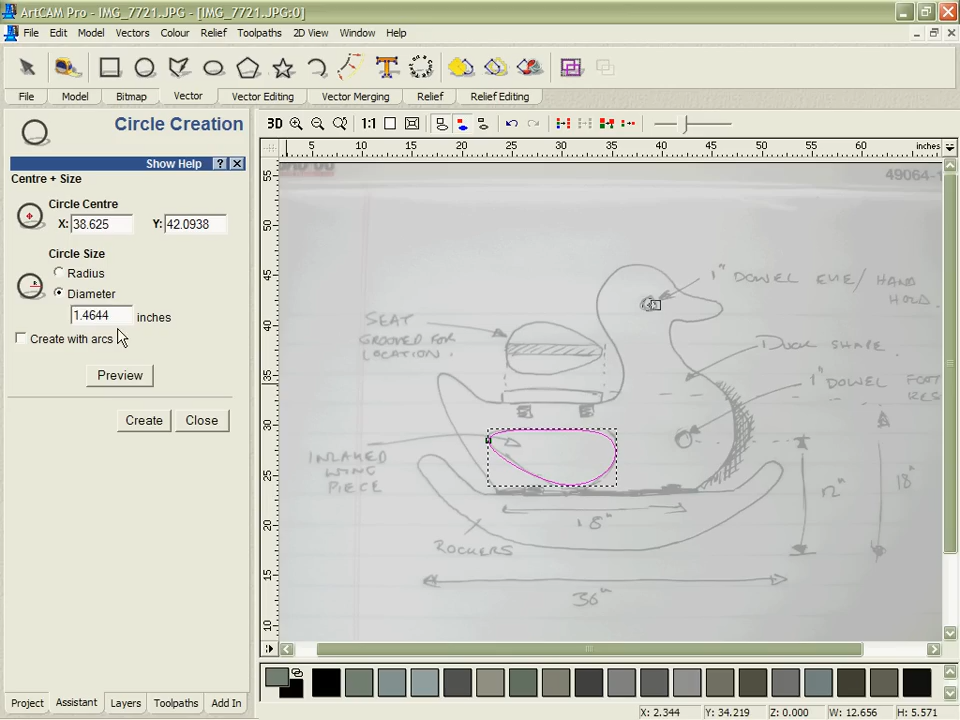 ArtCAM Pro - IMG_7721.JPG - [IMG_7721.JPG:0]
File Edit Model Vectors Colour Relief Toolpaths 2D View Window Help
File Model Bitmap Vector Vector Editing Vector Merging Relief Relief Editing
Circle Creation
Show Help ?
Centre + Size
Circle Centre
X: 38.625 Y: 42.0938
Circle Size
Radius
Diameter
1.4644 inches
Create with arcs
Preview
Create Close
3D 1:1
5 10 15 20 25 30 35 40 45 50 55 60 65 inches
55
50
45
40
35
30
25
20
15
10
49064-1
1" DOWEL EYE/ HAND
HOLD.
SEAT
GROOVED FOR
LOCATION.
DUCK SHAPE.
1" DOWEL FOOT
RES
INLAKED
WING
PIECE
18"
12"
18"
ROCKERS
36"
Project Assistant Layers Toolpaths Add In
X: 2.344 Y: 34.219 Z: 0.000 W: 12.656 H: 5.571